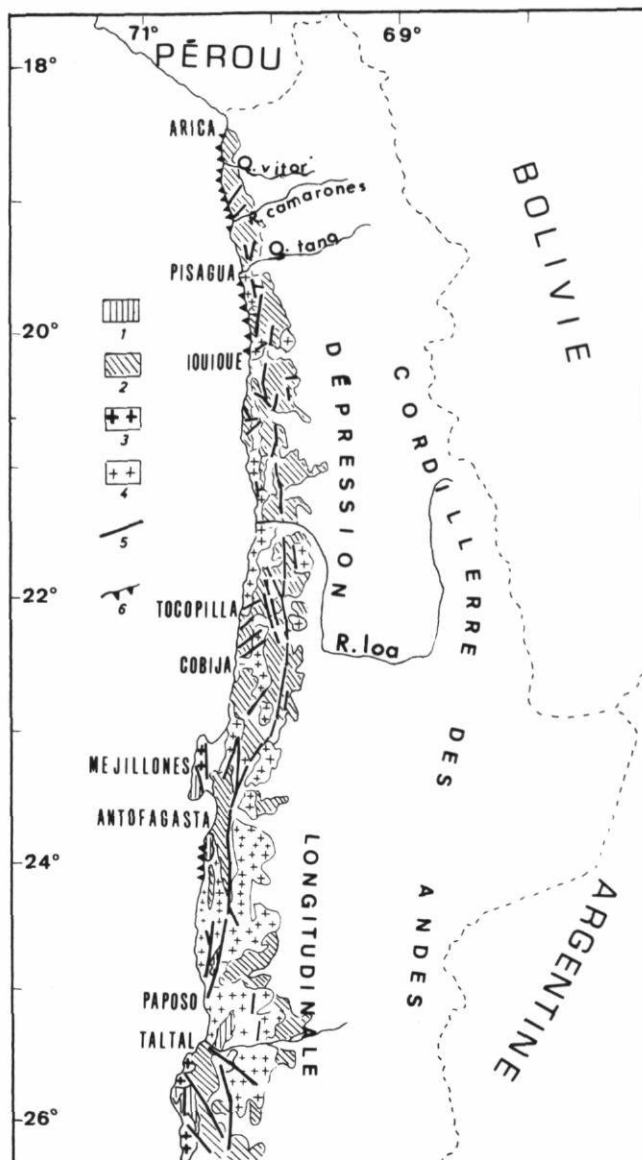 71°
69°
PÉROU
18°
ARICA
Q. vitor
R. camarones
Q. tana
PISAGUA
BOLIVIE
20°
1
2
3
4
5
6
IQUIQUE
DÉPRESSION
LONGITUDINALE
CORDILLERRE DES ANDES
22°
TOCOPILLA
COBIJA
R. loa
MEJILLONES
ANTOFAGASTA
24°
ARGENTINE
PAPOSO
TALTAL
26°